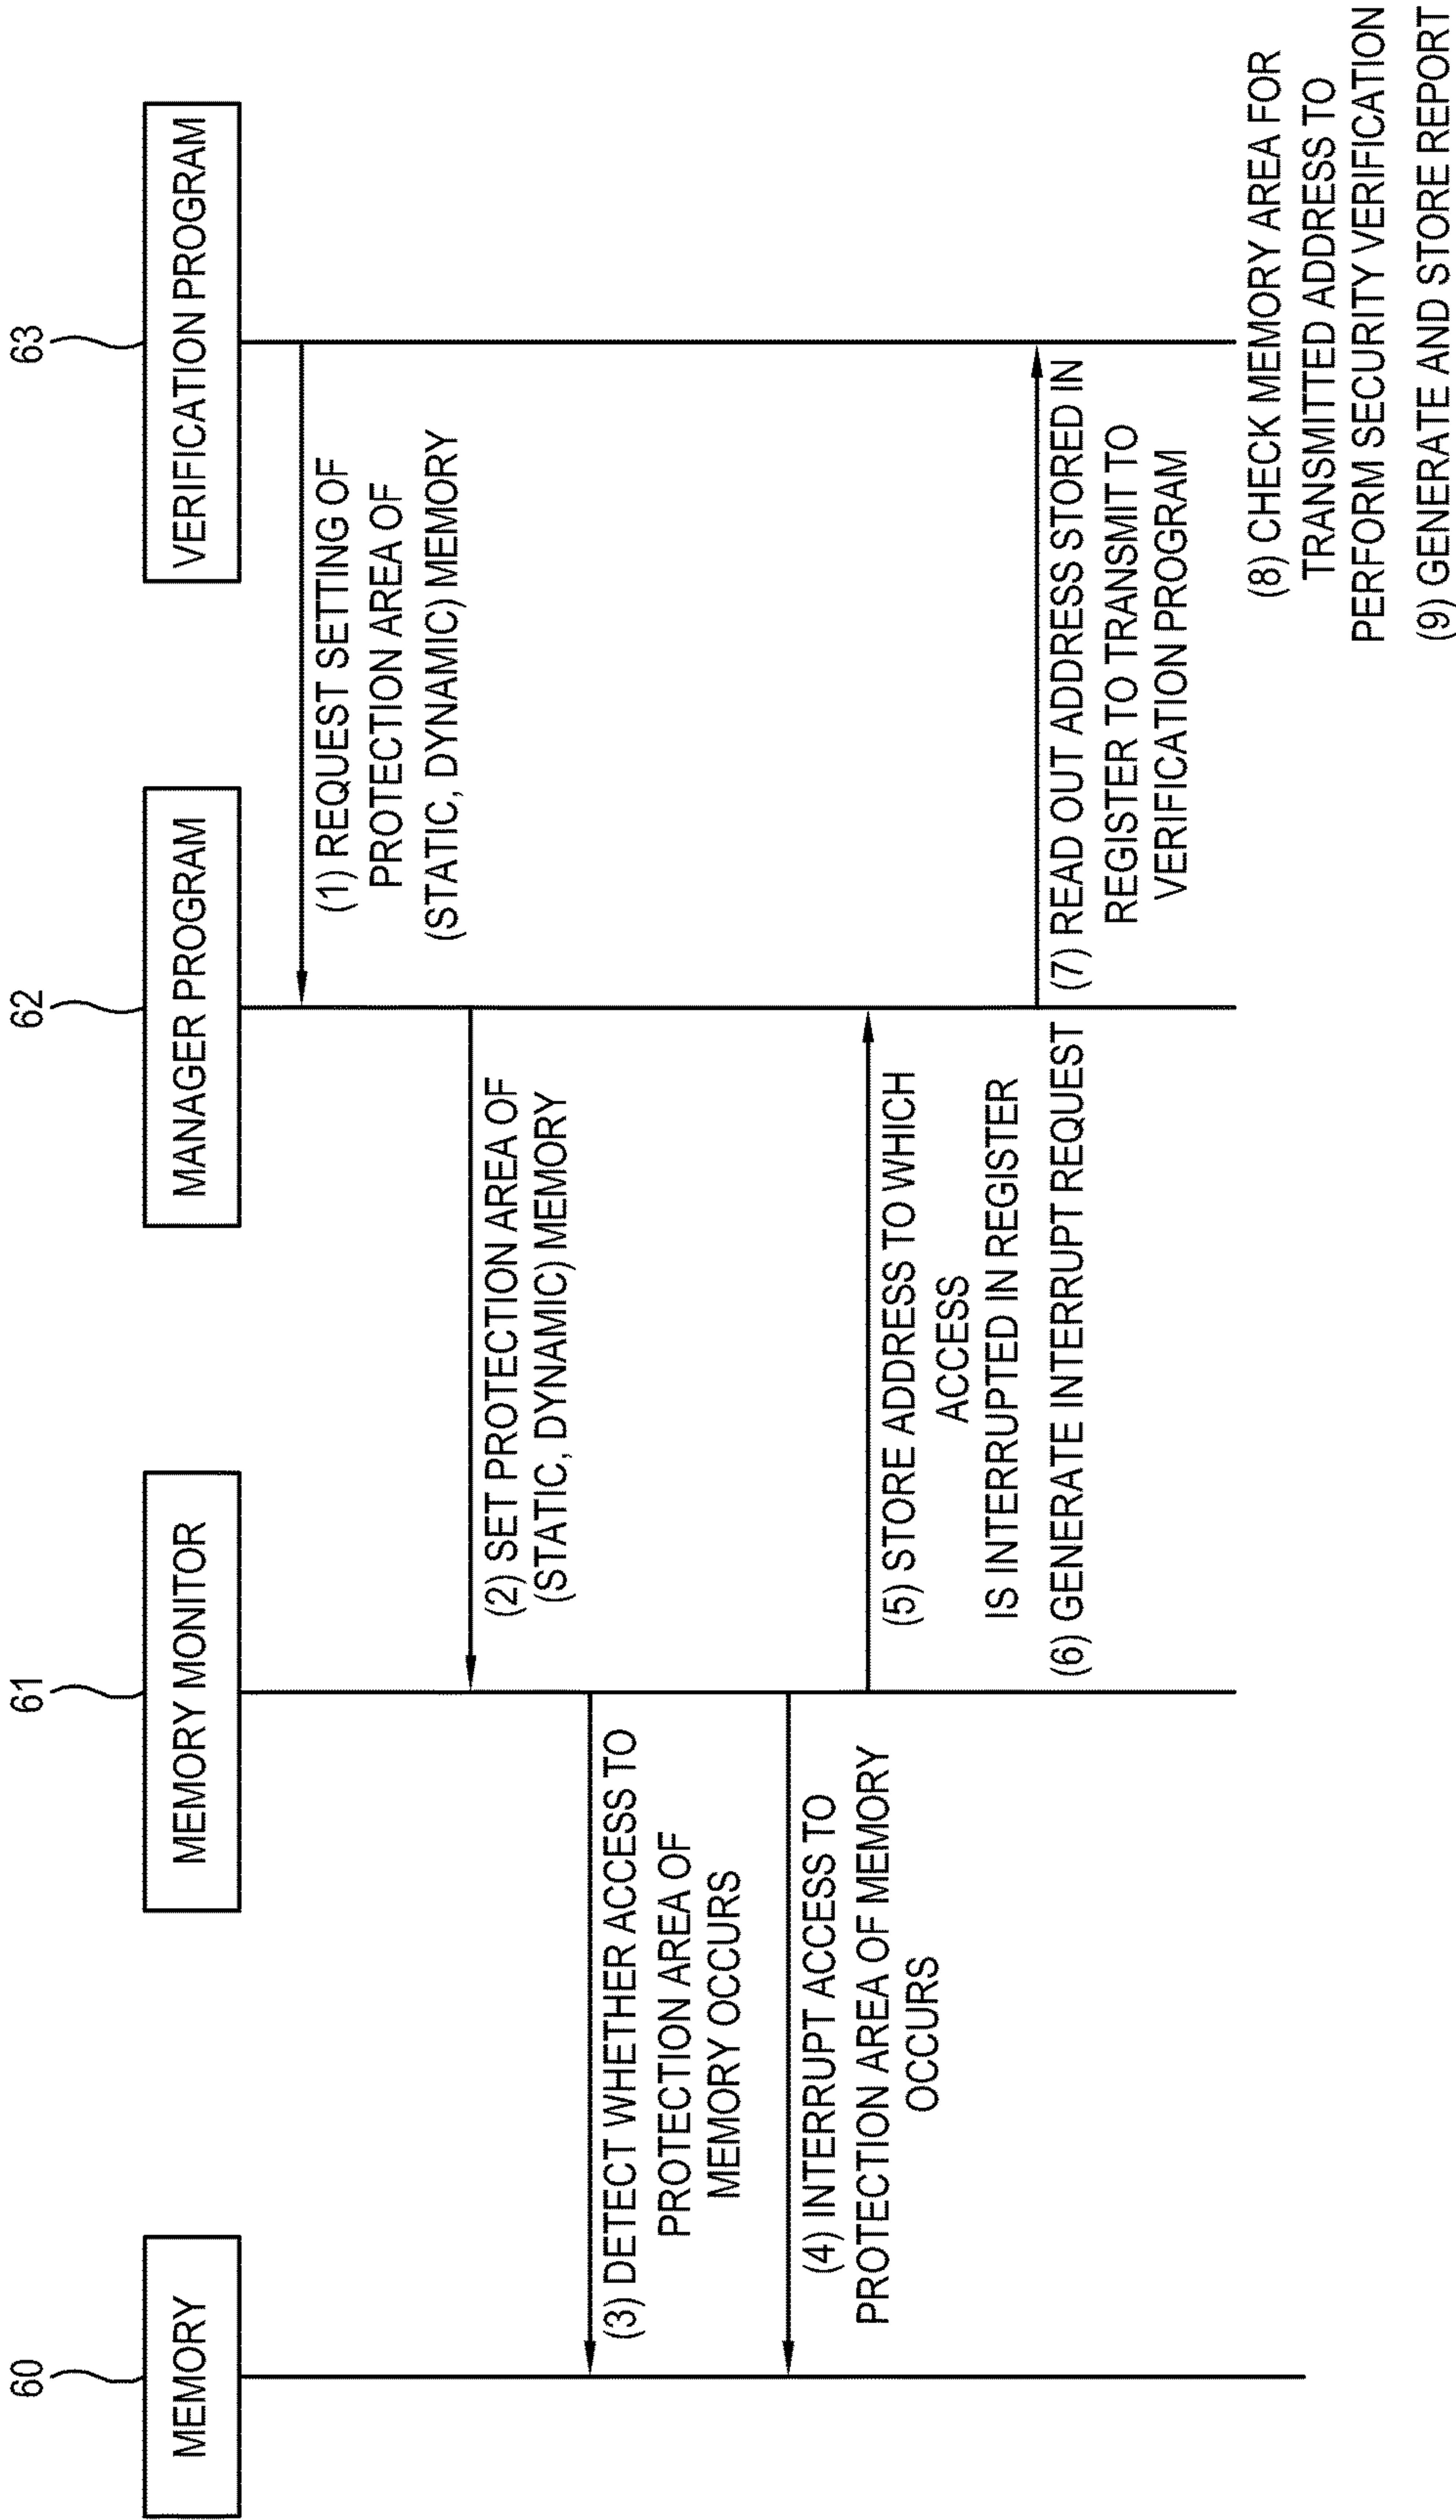 60
61
62
63
MEMORY
MEMORY MONITOR
MANAGER PROGRAM
VERIFICATION PROGRAM
(1) REQUEST SETTING OF
PROTECTION AREA OF
(STATIC, DYNAMIC) MEMORY
(2) SET PROTECTION AREA OF
(STATIC, DYNAMIC) MEMORY
(3) DETECT WHETHER ACCESS TO
PROTECTION AREA OF
MEMORY OCCURS
(4) INTERRUPT ACCESS TO
PROTECTION AREA OF MEMORY
OCCURS
(5) STORE ADDRESS TO WHICH
ACCESS
IS INTERRUPTED IN REGISTER
(6) GENERATE INTERRUPT REQUEST
(7) READ OUT ADDRESS STORED IN
REGISTER TO TRANSMIT TO
VERIFICATION PROGRAM
(8) CHECK MEMORY AREA FOR
TRANSMITTED ADDRESS TO
PERFORM SECURITY VERIFICATION
(9) GENERATE AND STORE REPORT